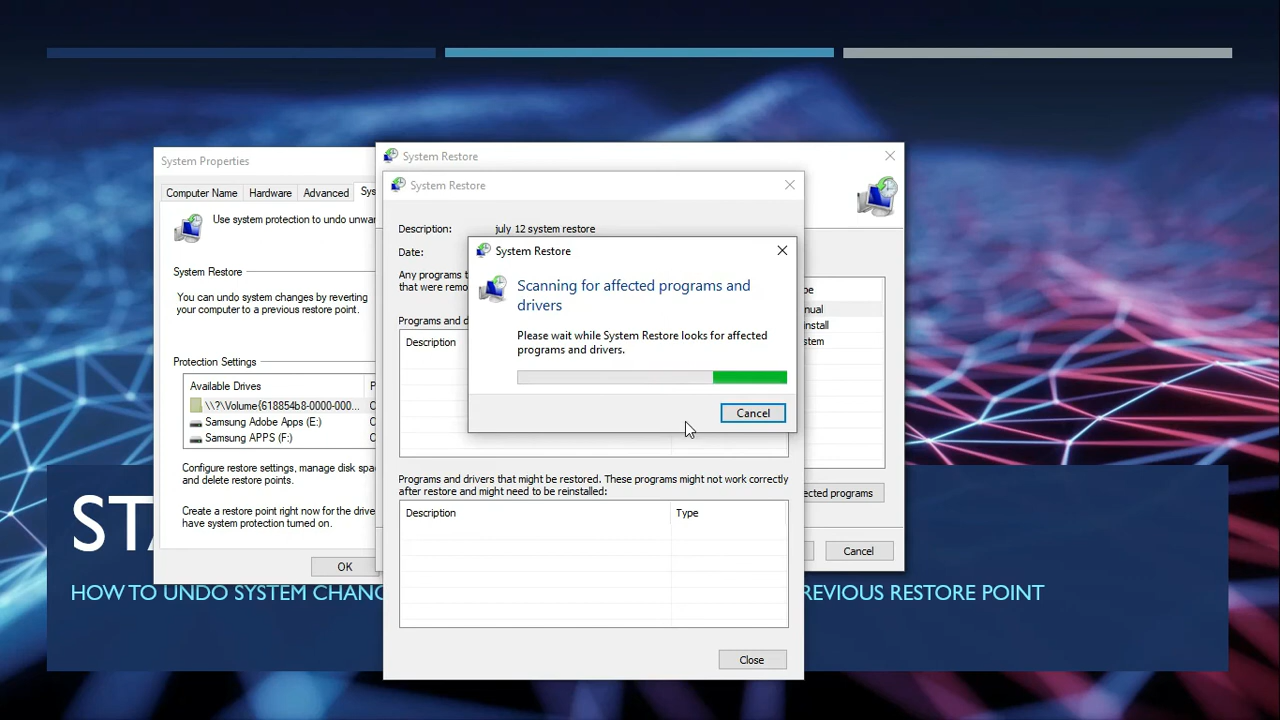 System Properties
Computer Name
Hardware
Advanced
Sys
Use system protection to undo unwan
System Restore
You can undo system changes by reverting
your computer to a previous restore point.
Protection Settings
Available Drives
P
\\?\Volume{618854b8-0000-000...
Samsung Adobe Apps (E:)
Samsung APPS (F:)
Configure restore settings, manage disk spac
and delete restore points.
Create a restore point right now for the drive
have system protection turned on.
OK
System Restore
System Restore
Description:
july 12 system restore
Date:
Any programs t
that were remo
Programs and d
Description
System Restore
Scanning for affected programs and
drivers
Please wait while System Restore looks for affected
programs and drivers.
Cancel
Programs and drivers that might be restored. These programs might not work correctly
after restore and might need to be reinstalled:
Description
Type
Close
pe
nual
nstall
stem
ected programs
Cancel
STA
HOW TO UNDO SYSTEM CHANG
REVIOUS RESTORE POINT